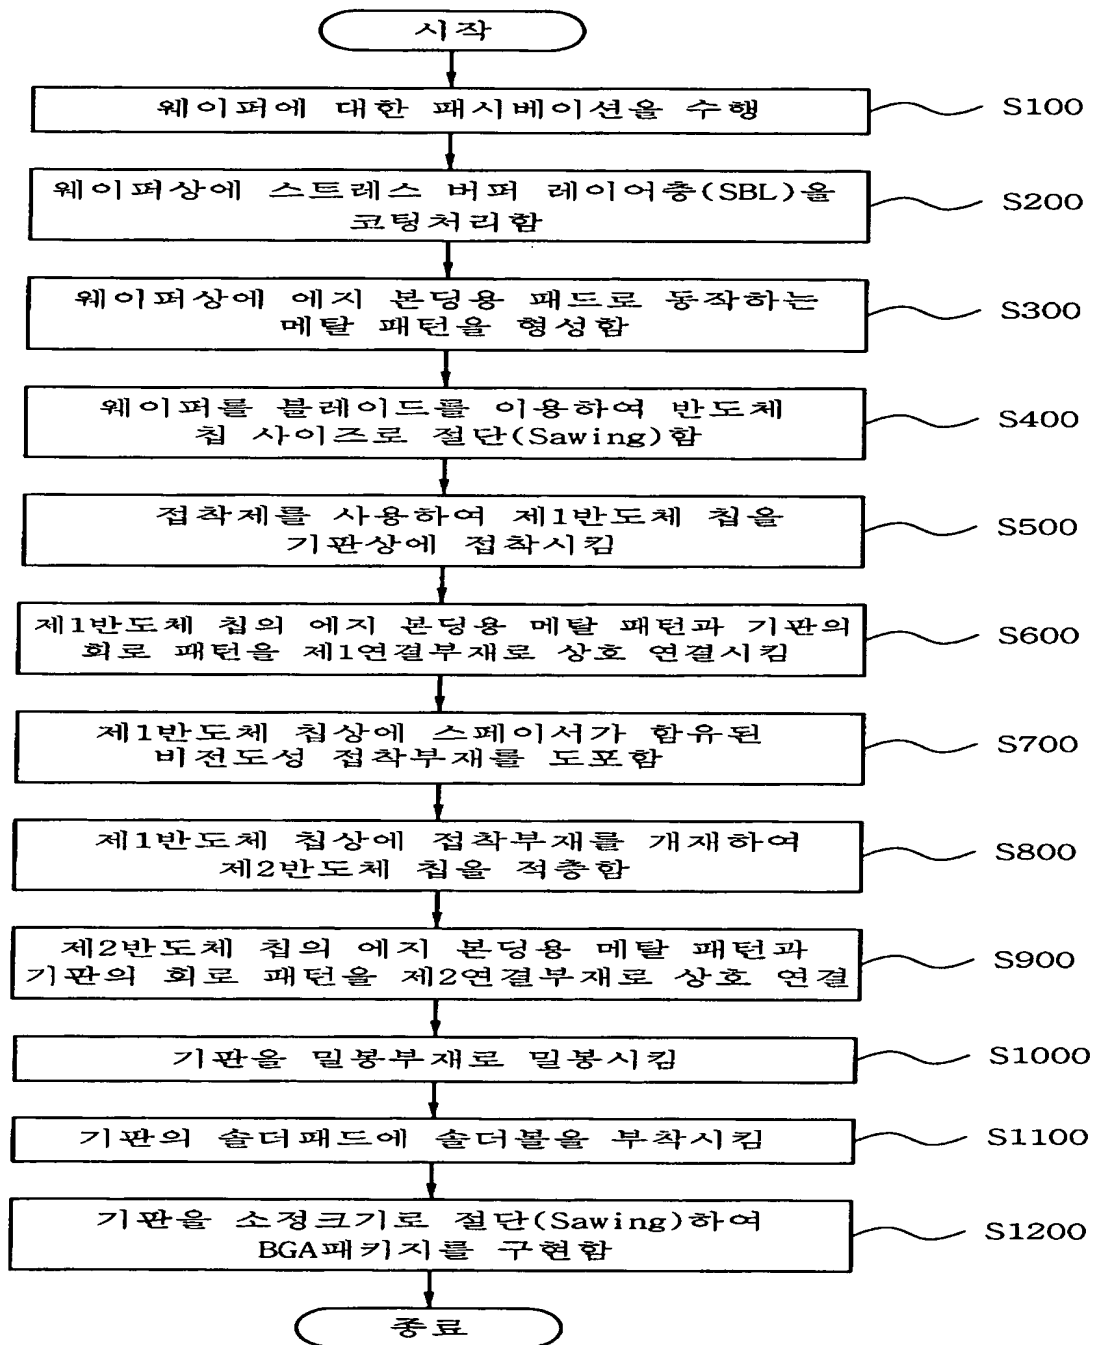 시작
웨이퍼에 대한 패시베이션을 수행
S100
웨이퍼상에 스트레스 버퍼 레이어층(SBL)을
코팅처리함
S200
웨이퍼상에 에지 본딩용 패드로 동작하는
메탈 패턴을 형성함
S300
웨이퍼를 블레이드를 이용하여 반도체
칩 사이즈로 절단(Sawing)함
S400
접착제를 사용하여 제1반도체 칩을
기판상에 접착시킴
S500
제1반도체 칩의 에지 본딩용 메탈 패턴과 기판의
회로 패턴을 제1연결부재로 상호 연결시킴
S600
제1반도체 칩상에 스페이서가 함유된
비전도성 접착부재를 도포함
S700
제1반도체 칩상에 접착부재를 개재하여
제2반도체 칩을 적층함
S800
제2반도체 칩의 에지 본딩용 메탈 패턴과
기판의 회로 패턴을 제2연결부재로 상호 연결
S900
기판을 밀봉부재로 밀봉시킴
S1000
기판의 솔더패드에 솔더볼을 부착시킴
S1100
기판을 소정크기로 절단(Sawing)하여
BGA패키지를 구현함
S1200
종료